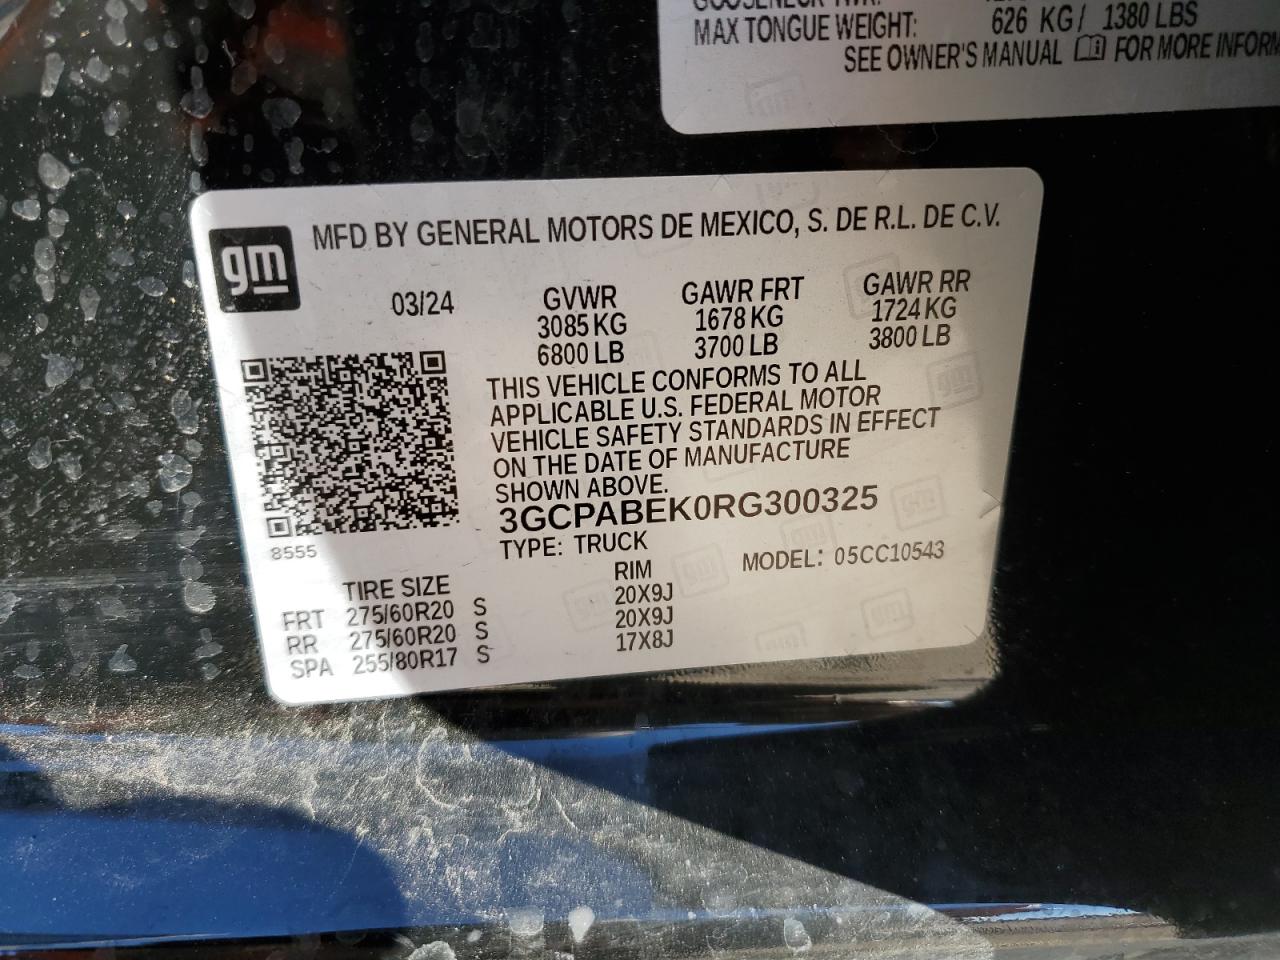 MAX TONGUE WEIGHT: 626 KG/ 1380 LBS
SEE OWNER'S MANUAL FOR MORE
gm
MFD BY GENERAL MOTORS DE MEXICO, S. DE R.L. DE C.V.
03/24 GVWR GAWR FRT GAWR RR
3085 KG 1678 KG 1724 KG
6800 LB 3700 LB 3800 LB
THIS VEHICLE CONFORMS TO ALL
APPLICABLE U.S. FEDERAL MOTOR
VEHICLE SAFETY STANDARDS IN EFFECT
ON THE DATE OF MANUFACTURE
SHOWN ABOVE.
3GCPABEK0RG300325
8555
TYPE: TRUCK MODEL: 05CC10543
TIRE SIZE RIM
FRT 275/60R20 S 20X9J
RR 275/60R20 S 20X9J
SPA 255/80R17 S 17X8J